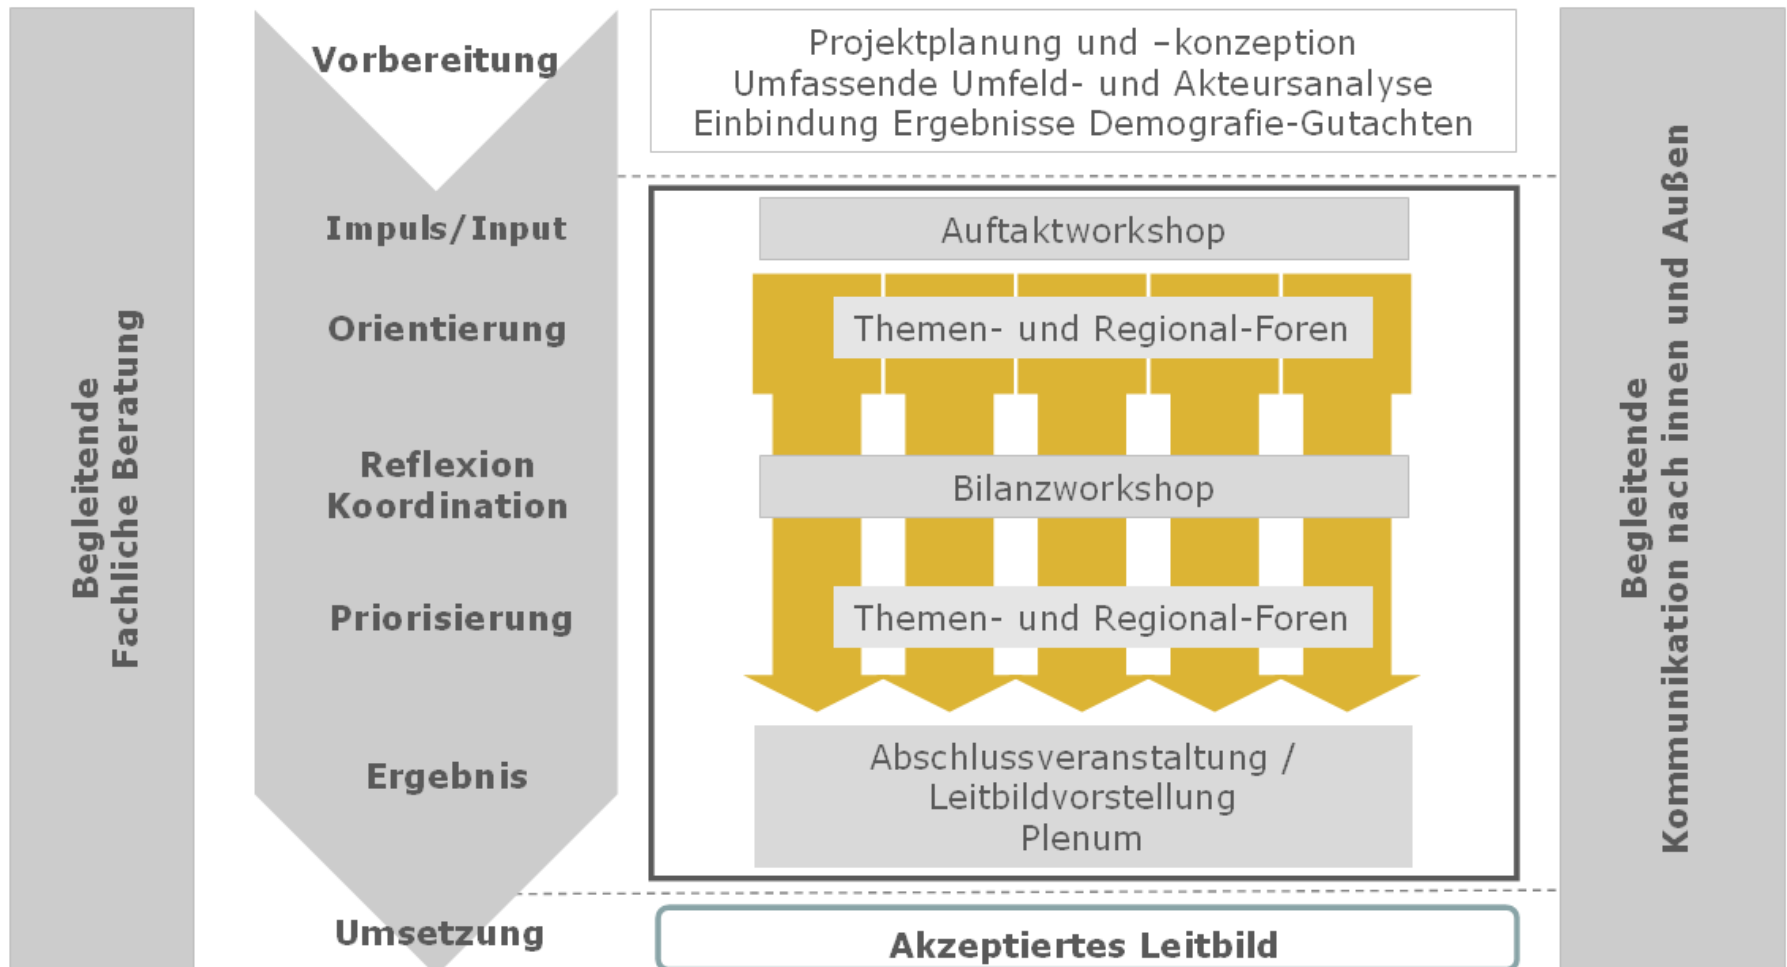 Begleitende
Fachliche Beratung
Vorbereitung
Projektplanung und –konzeption
Umfassende Umfeld- und Akteursanalyse
Einbindung Ergebnisse Demografie-Gutachten
Impuls/Input
Auftaktworkshop
Orientierung
Themen- und Regional-Foren
Reflexion
Koordination
Bilanzworkshop
Priorisierung
Themen- und Regional-Foren
Ergebnis
Abschlussveranstaltung /
Leitbildvorstellung
Plenum
Umsetzung
Akzeptiertes Leitbild
Begleitende
Kommunikation nach innen und Außen